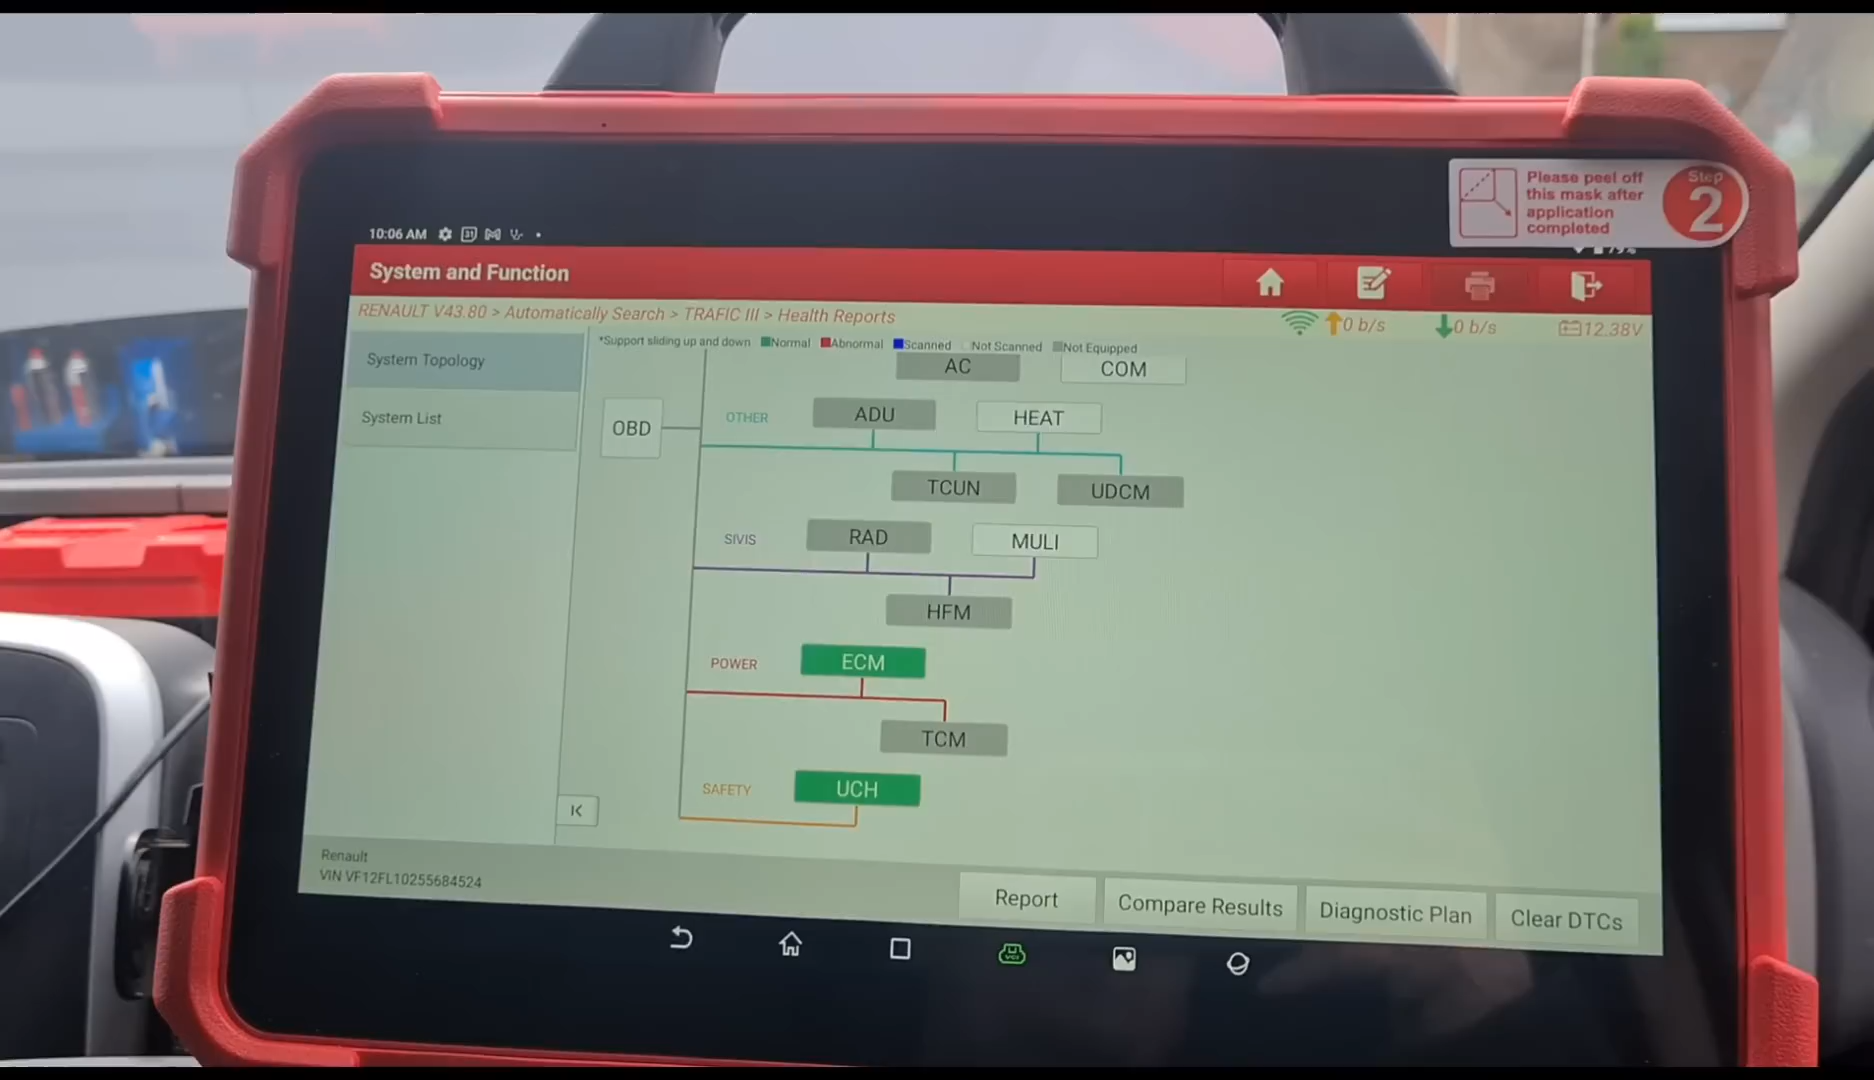 Please peel off
this mask after
application
completed
Step
2
10:06 AM
31
System and Function
RENAULT V43.80 > Automatically Search > TRAFIC III > Health Reports
0 b/s
0 b/s
12.38V
System Topology
System List
*Support sliding up and down Normal Abnormal Scanned Not Scanned Not Equipped
AC
COM
OBD
OTHER
ADU
HEAT
TCUN
UDCM
SIVIS
RAD
MULI
HFM
POWER
ECM
TCM
SAFETY
UCH
Renault
VIN VF12FL10255684524
Report
Compare Results
Diagnostic Plan
Clear DTCs
VCI